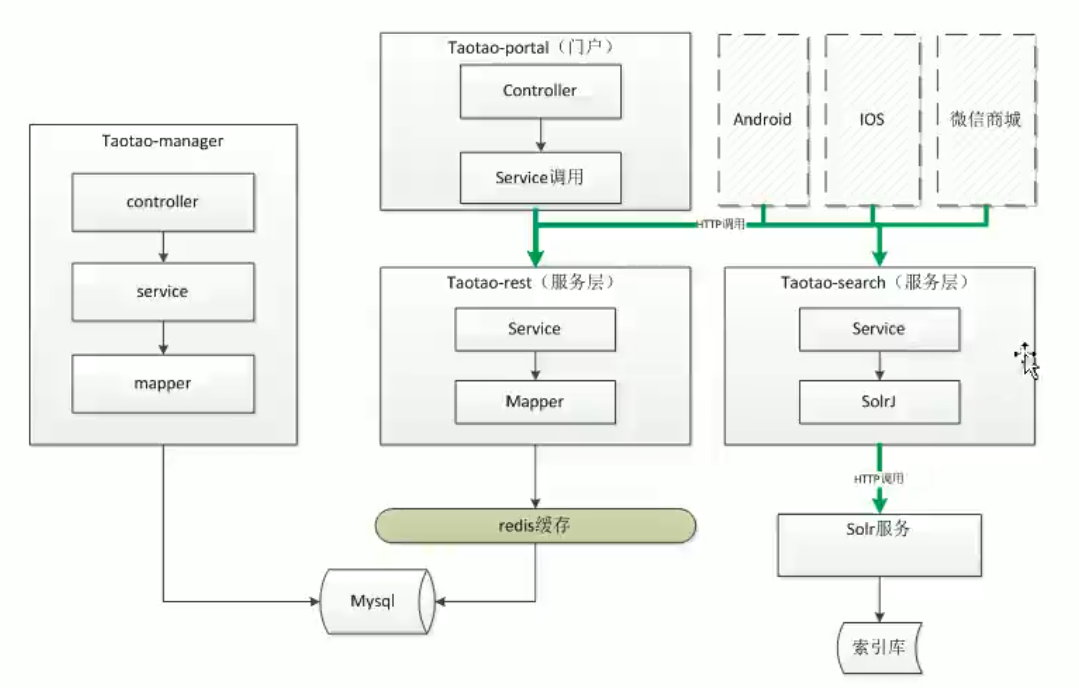 Taotao-portal（门户）
Controller
Service调用
Android
IOS
微信商城
Taotao-manager
controller
service
mapper
HTTP调用
Taotao-rest（服务层）
Service
Mapper
Taotao-search（服务层）
Service
SolrJ
HTTP调用
redis缓存
Solr服务
Mysql
索引库